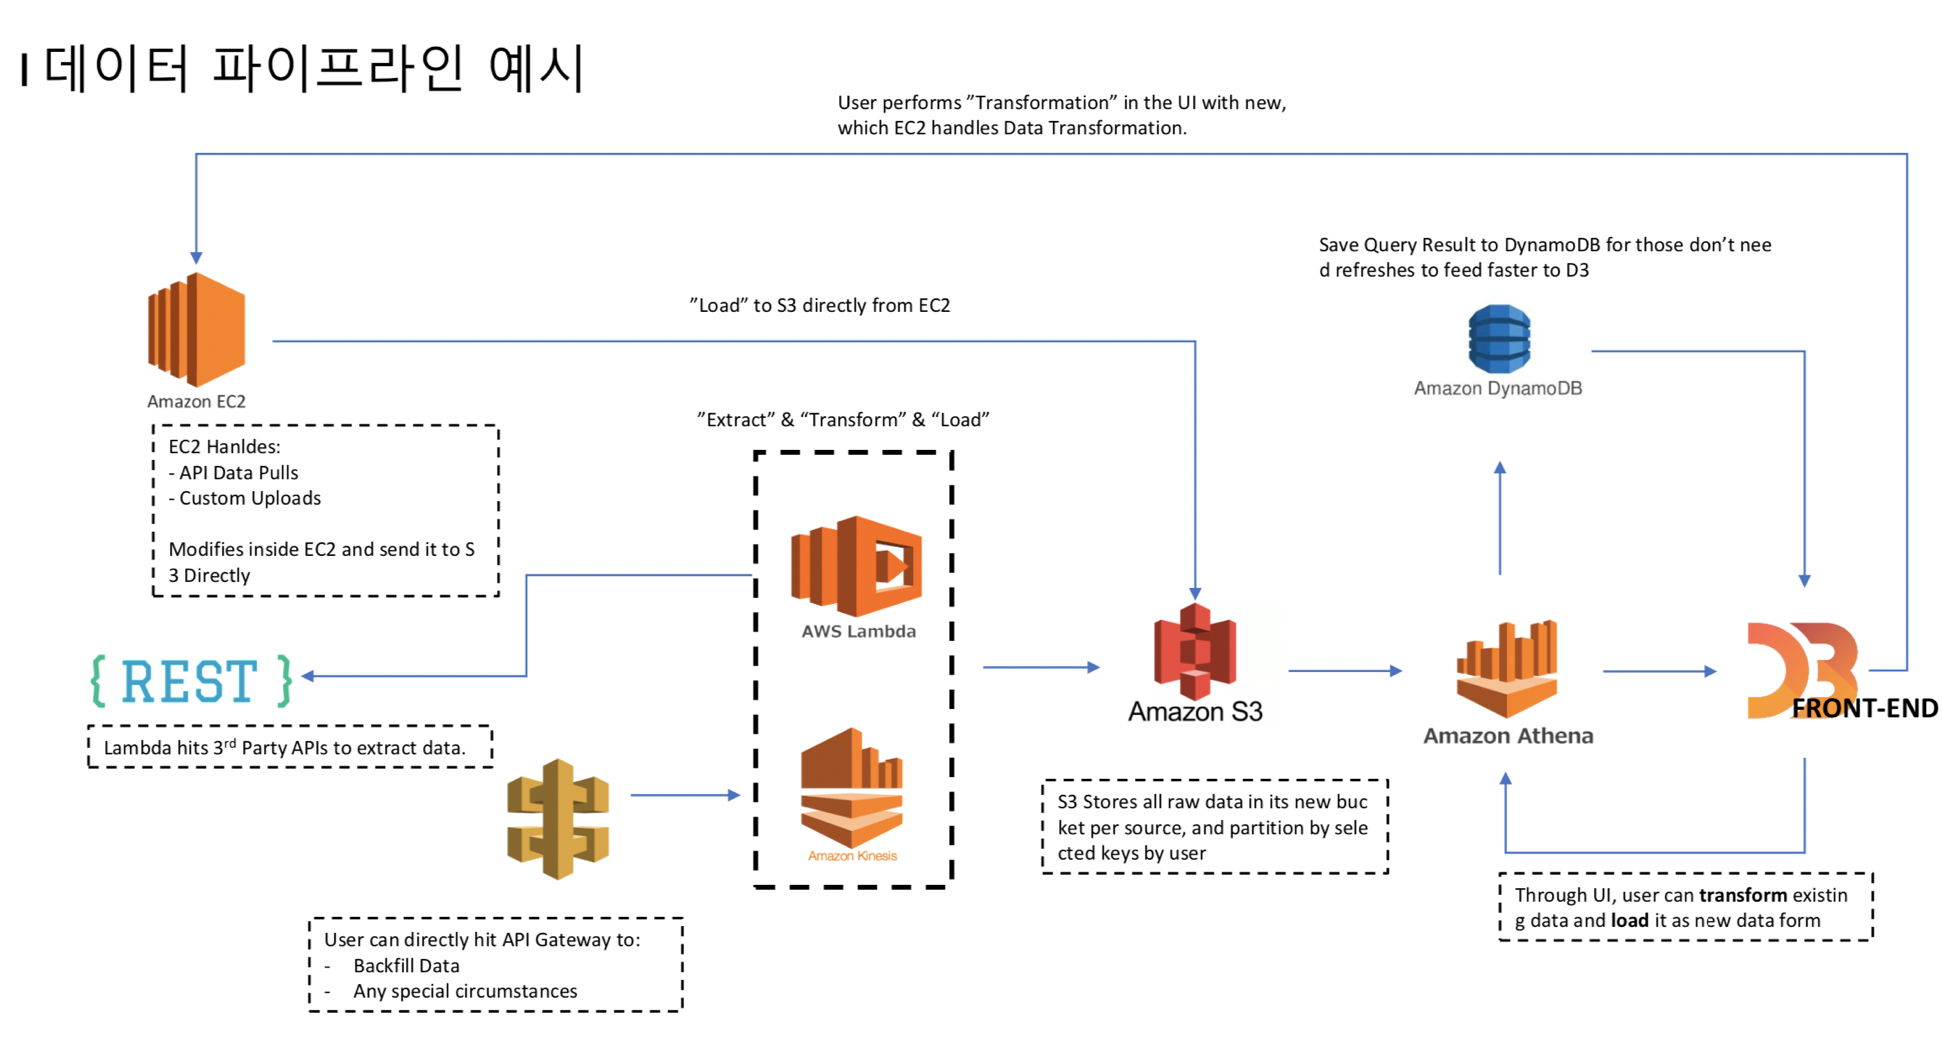 ı 데이터 파이프라인 예시
User performs ”Transformation” in the UI with new,
which EC2 handles Data Transformation.
Save Query Result to DynamoDB for those don’t nee
d refreshes to feed faster to D3
”Load” to S3 directly from EC2
Amazon EC2
Amazon DynamoDB
”Extract” & “Transform” & “Load”
EC2 Hanldes:
- API Data Pulls
- Custom Uploads
Modifies inside EC2 and send it to S
3 Directly
AWS Lambda
{ REST }
Lambda hits 3rd Party APIs to extract data.
Amazon S3
Amazon Athena
D3
FRONT-END
Amazon Kinesis
S3 Stores all raw data in its new buc
ket per source, and partition by sele
cted keys by user
Through UI, user can transform existin
g data and load it as new data form
User can directly hit API Gateway to:
- Backfill Data
- Any special circumstances